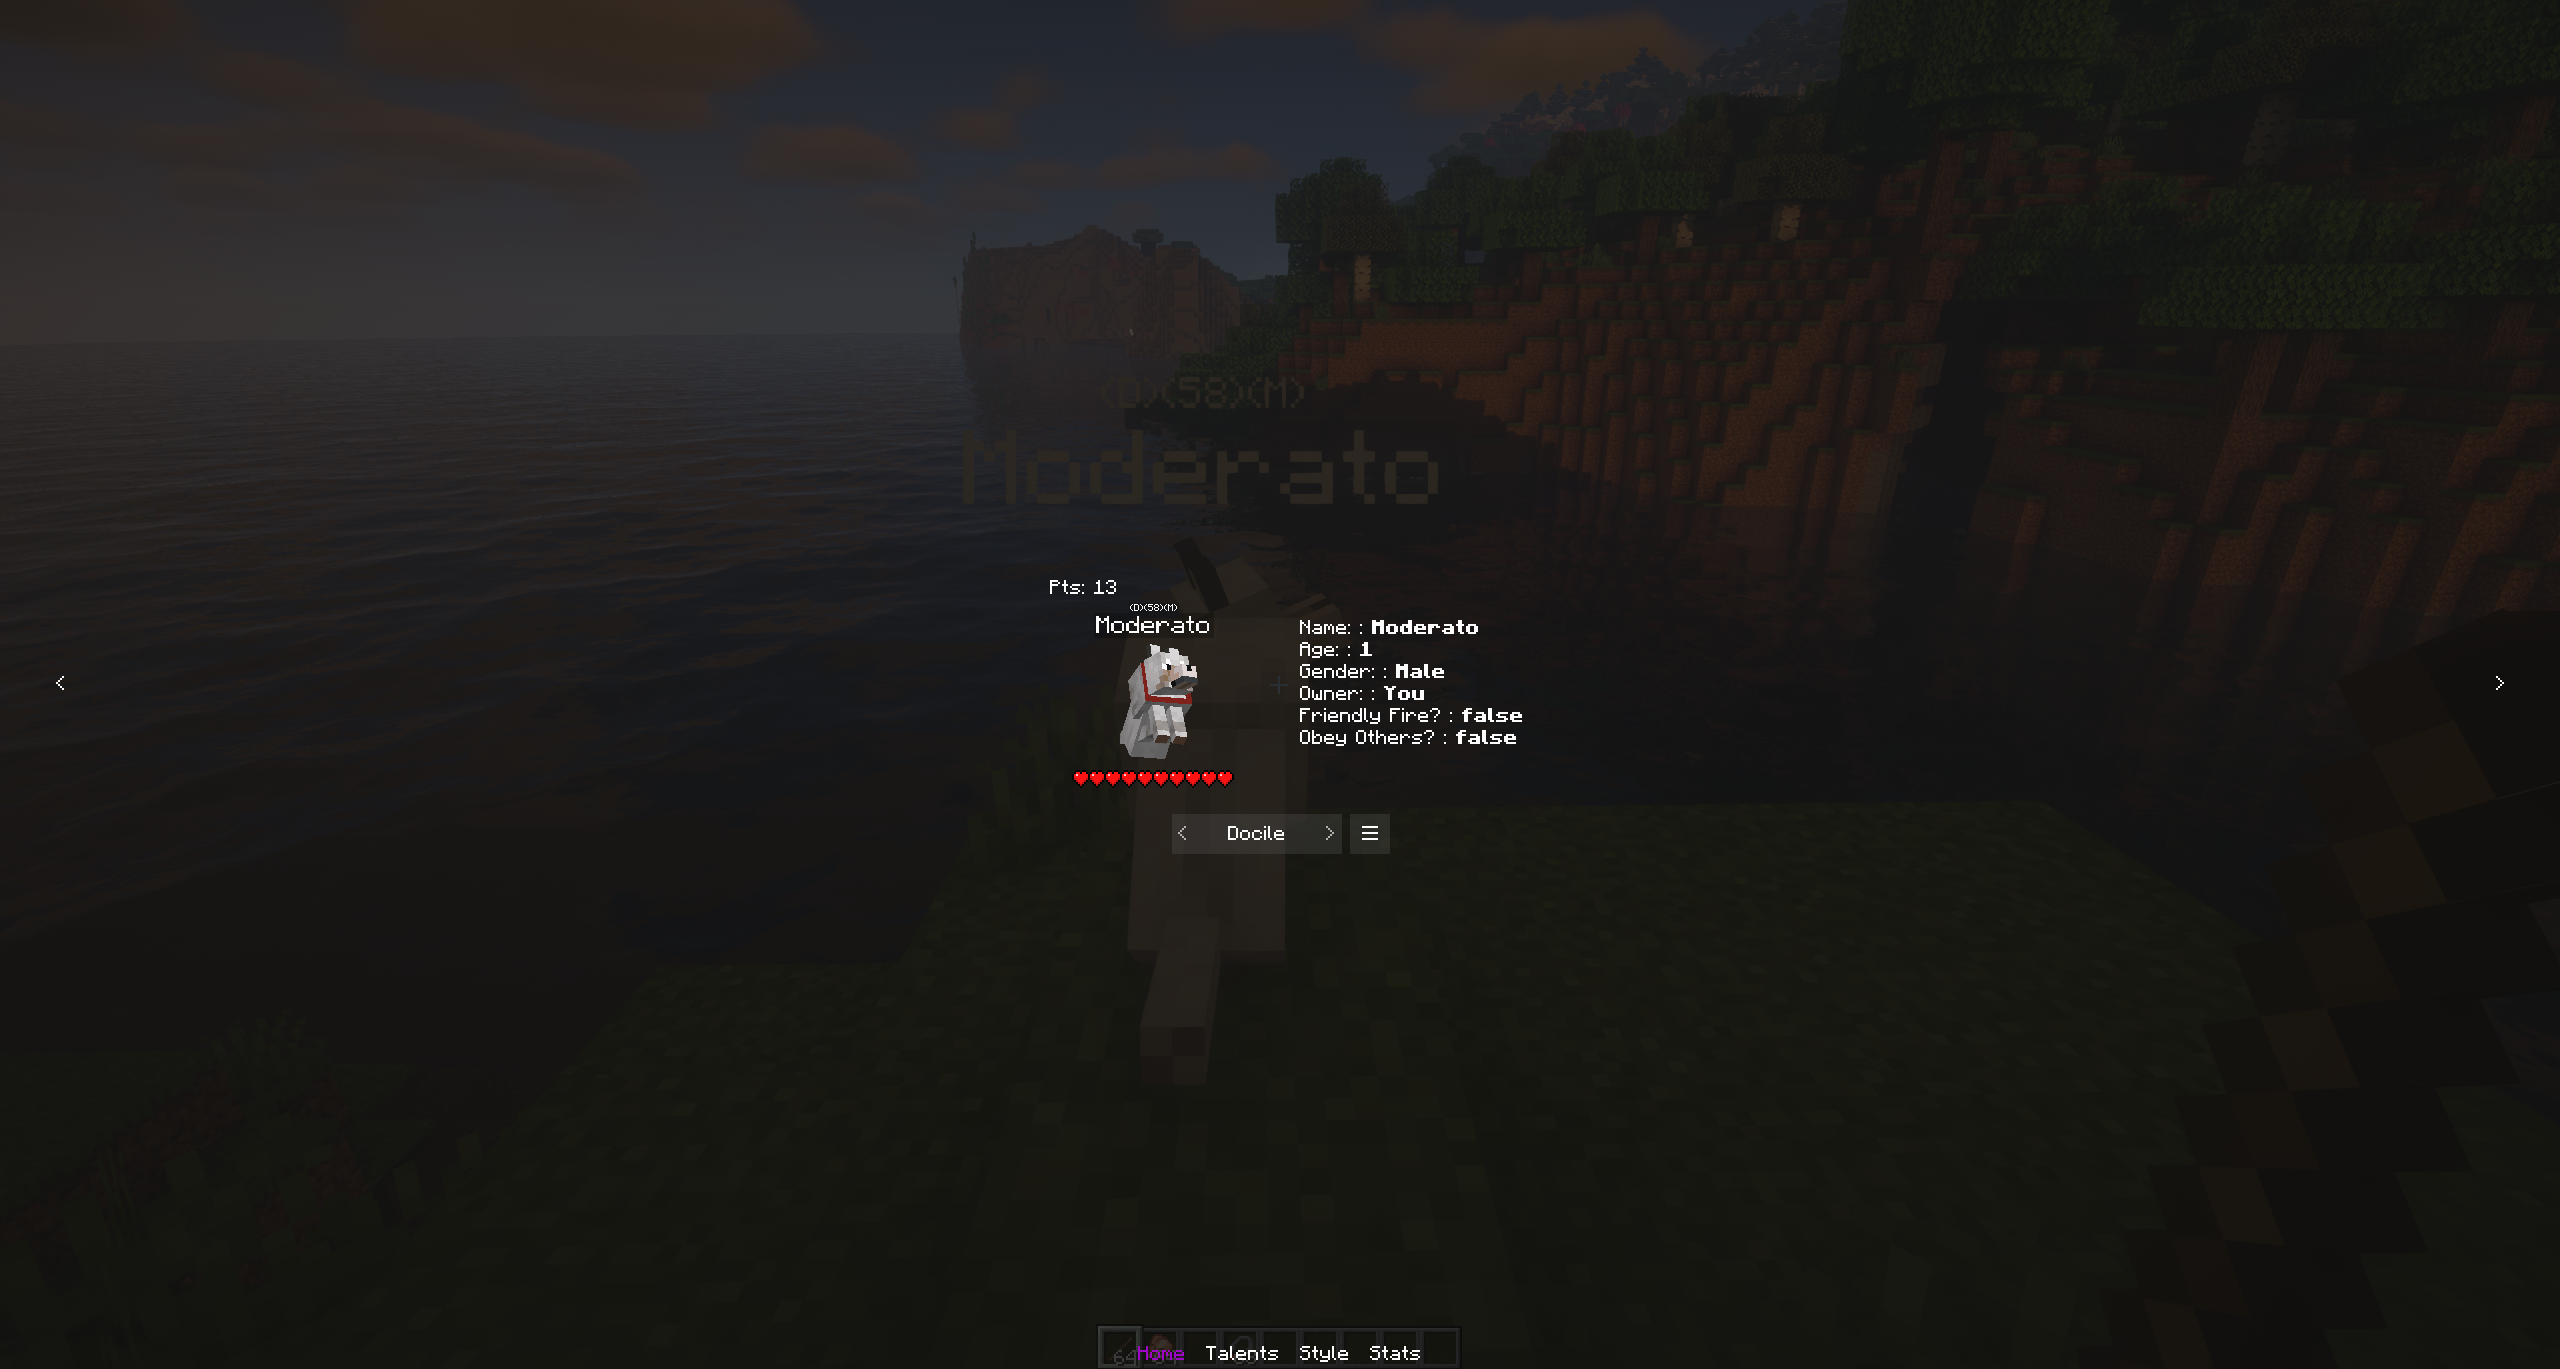 (D)(58)(M)
Moderato
Pts: 13
(D)(58)(M)
Moderato
Name: : Moderato
Age: : 1
Gender: : Male
Owner: : You
Friendly Fire? : false
Obey Others? : false
< Docile >
64
Home Talents Style Stats